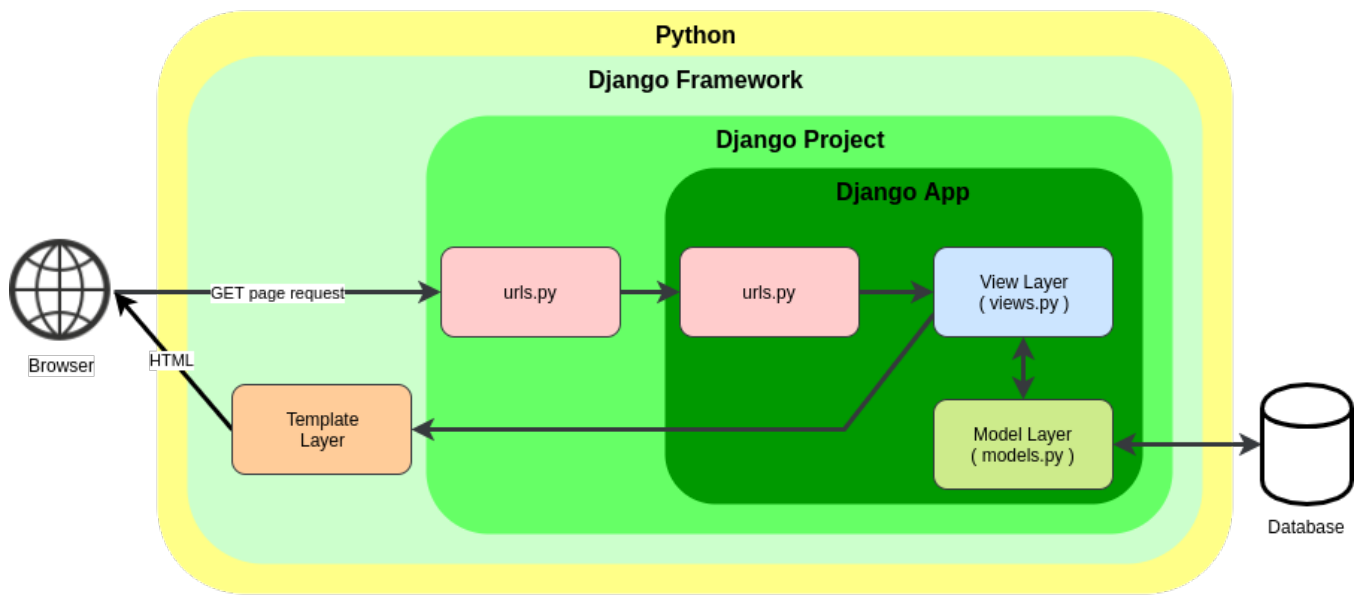 Python
Django Framework
Django Project
Django App
GET page request
urls.py
urls.py
View Layer
( views.py )
Browser
HTML
Template
Layer
Model Layer
( models.py )
Database